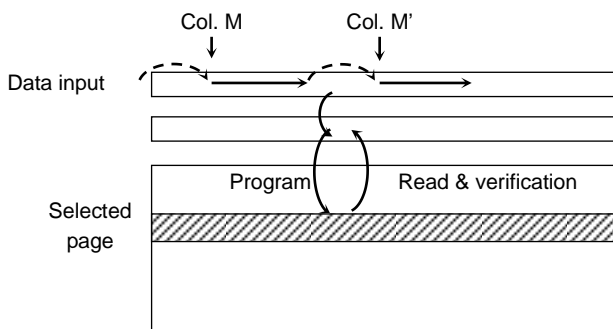 Col. M Col. M’
Data input
Program Read & verification
Selected
page